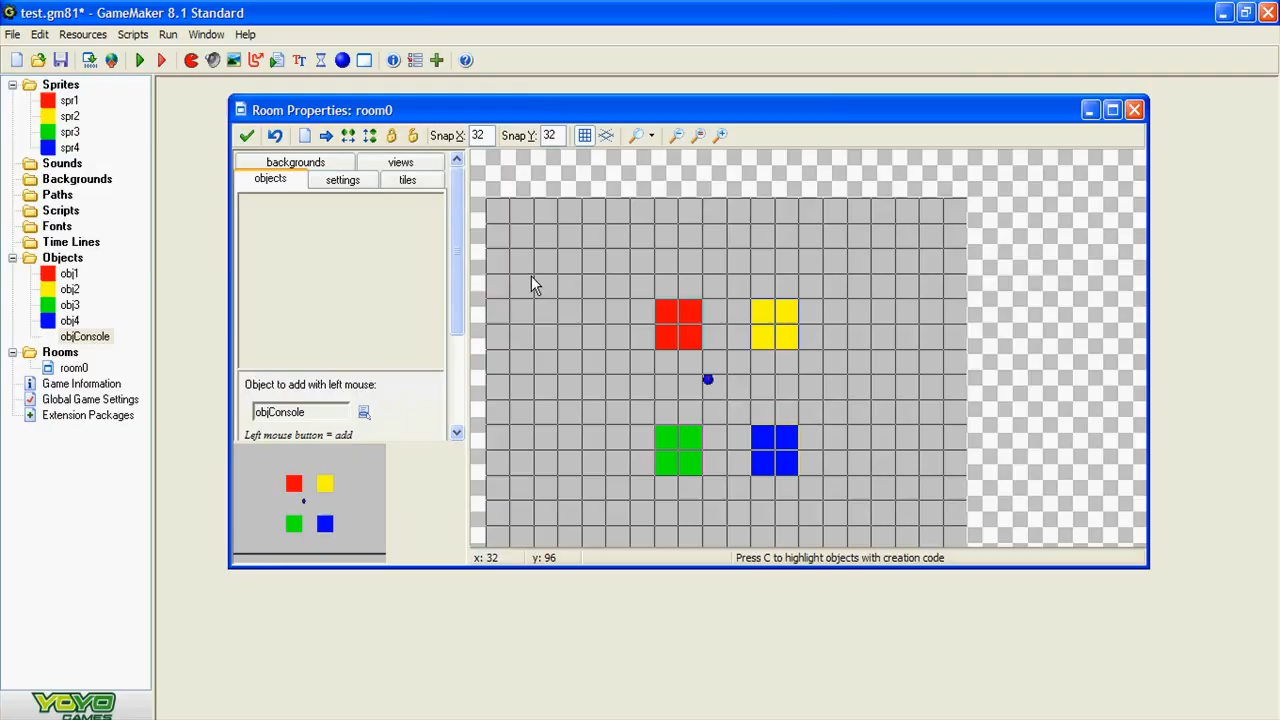 test.gm81* - GameMaker 8.1 Standard
File Edit Resources Scripts Run Window Help
Sprites
spr1
spr2
spr3
spr4
Sounds
Backgrounds
Paths
Scripts
Fonts
Time Lines
Objects
obj1
obj2
obj3
obj4
objConsole
Rooms
room0
Game Information
Global Game Settings
Extension Packages
YOYO
GAMES
Room Properties: room0
Snap X: 32 Snap Y: 32
backgrounds views
objects settings tiles
Object to add with left mouse:
objConsole
Left mouse button = add
x: 32 y: 96 Press C to highlight objects with creation code